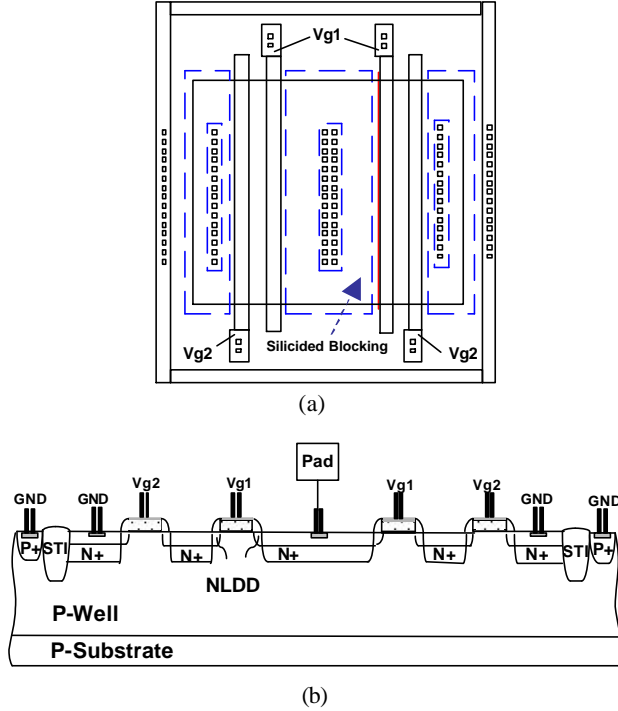 Vg1
Vg2
Silicided Blocking
Vg2
(a)
Pad
GND GND Vg2 Vg1 Vg1 Vg2 GND GND
P+ STI N+ N+ N+ N+ N+ STI P+
NLDD
P-Well
P-Substrate
(b)